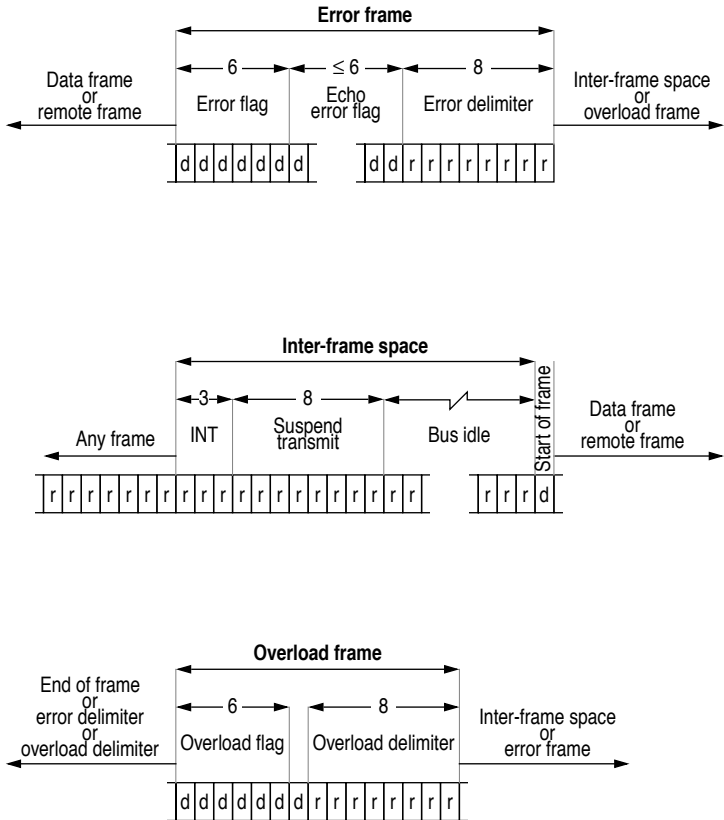 Error frame
6
≤ 6
8
Data frame
or
remote frame
Error flag
Echo
error flag
Error delimiter
Inter-frame space
or
overload frame
d d d d d d d d d r r r r r r r r
Inter-frame space
3
8
Any frame
INT
Suspend
transmit
Bus idle
Start of frame
Data frame
or
remote frame
r r r r r r r r r r r r r r r r r r r r r r r d
Overload frame
6
8
End of frame
or
error delimiter
or
overload delimiter
Overload flag
Overload delimiter
Inter-frame space
or
error frame
d d d d d d d r r r r r r r r